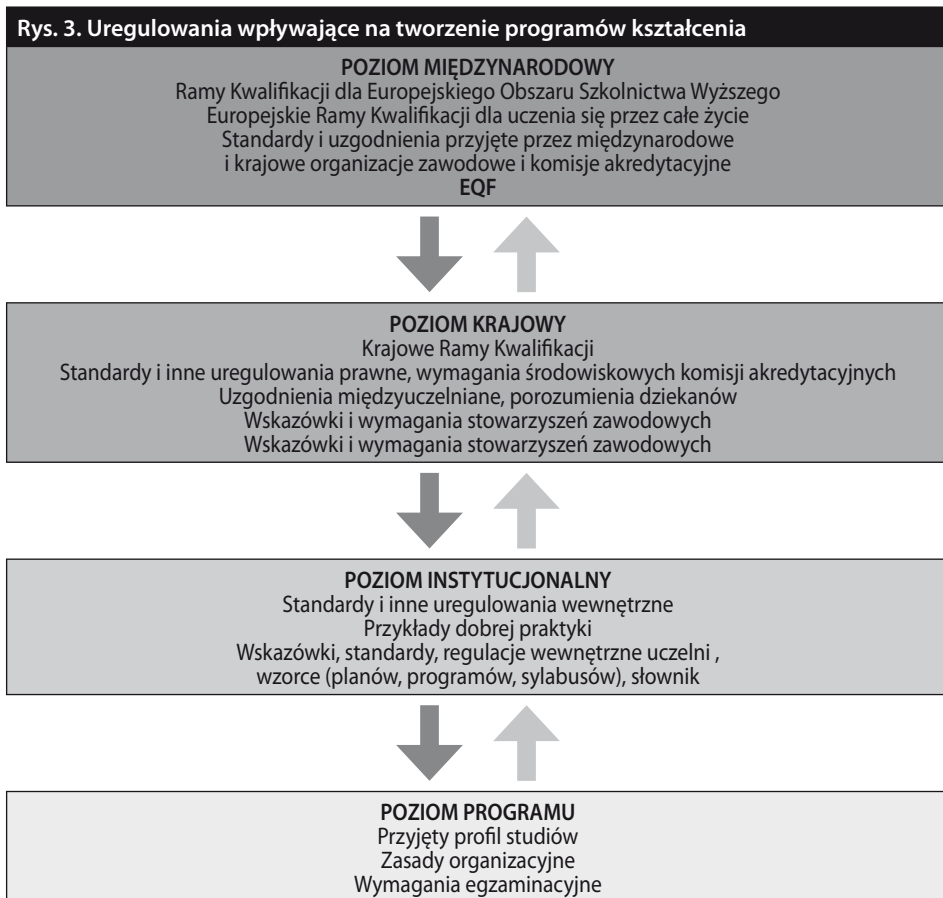 Rys. 3. Uregulowania wpływające na tworzenie programów kształcenia
POZIOM MIĘDZYNARODOWY
Ramy Kwalifikacji dla Europejskiego Obszaru Szkolnictwa Wyższego
Europejskie Ramy Kwalifikacji dla uczenia się przez całe życie
Standardy i uzgodnienia przyjęte przez międzynarodowe
i krajowe organizacje zawodowe i komisje akredytacyjne
EQF
POZIOM KRAJOWY
Krajowe Ramy Kwalifikacji
Standardy i inne uregulowania prawne, wymagania środowiskowych komisji akredytacyjnych
Uzgodnienia międzyuczelniane, porozumienia dziekanów
Wskazówki i wymagania stowarzyszeń zawodowych
Wskazówki i wymagania stowarzyszeń zawodowych
POZIOM INSTYTUCJONALNY
Standardy i inne uregulowania wewnętrzne
Przykłady dobrej praktyki
Wskazówki, standardy, regulacje wewnętrzne uczelni ,
wzorce (planów, programów, sylabusów), słownik
POZIOM PROGRAMU
Przyjęty profil studiów
Zasady organizacyjne
Wymagania egzaminacyjne